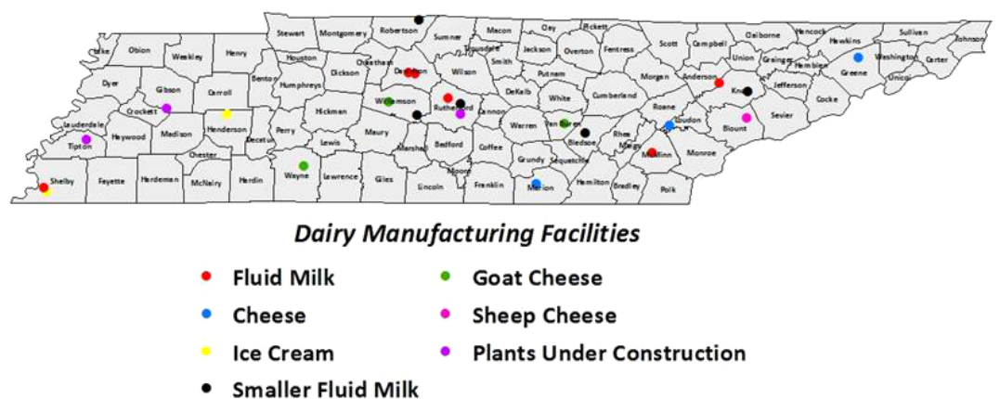 Stewart Montgomery Robertson Sumner Macon Clay Pickett Scott Campbell Claiborne Hancock Hawkins Sullivan Johnson
Lake Obion Weakley Henry Houston Cheatham Trousdale Smith Jackson Overton Fentress Union Grainger Hamblen Greene Washington Carter Unicoi
Dyer Gibson Carroll Benton Humphreys Dickson Davidson Wilson Putnam Morgan Anderson Knox Jefferson Cocke
Lauderdale Crockett Hickman Williamson Rutherford Cannon DeKalb White Cumberland Roane Loudon Blount Sevier
Tipton Haywood Madison Henderson Decatur Perry Lewis Maury Marshall Bedford Coffee Warren Van Buren Bledsoe Rhea Meigs McMinn Monroe
Shelby Fayette Hardeman Chester McNairy Hardin Wayne Lawrence Giles Lincoln Moore Franklin Grundy Marion Sequatchie Hamilton Bradley Polk
Dairy Manufacturing Facilities
Fluid Milk
Goat Cheese
Cheese
Sheep Cheese
Ice Cream
Plants Under Construction
Smaller Fluid Milk